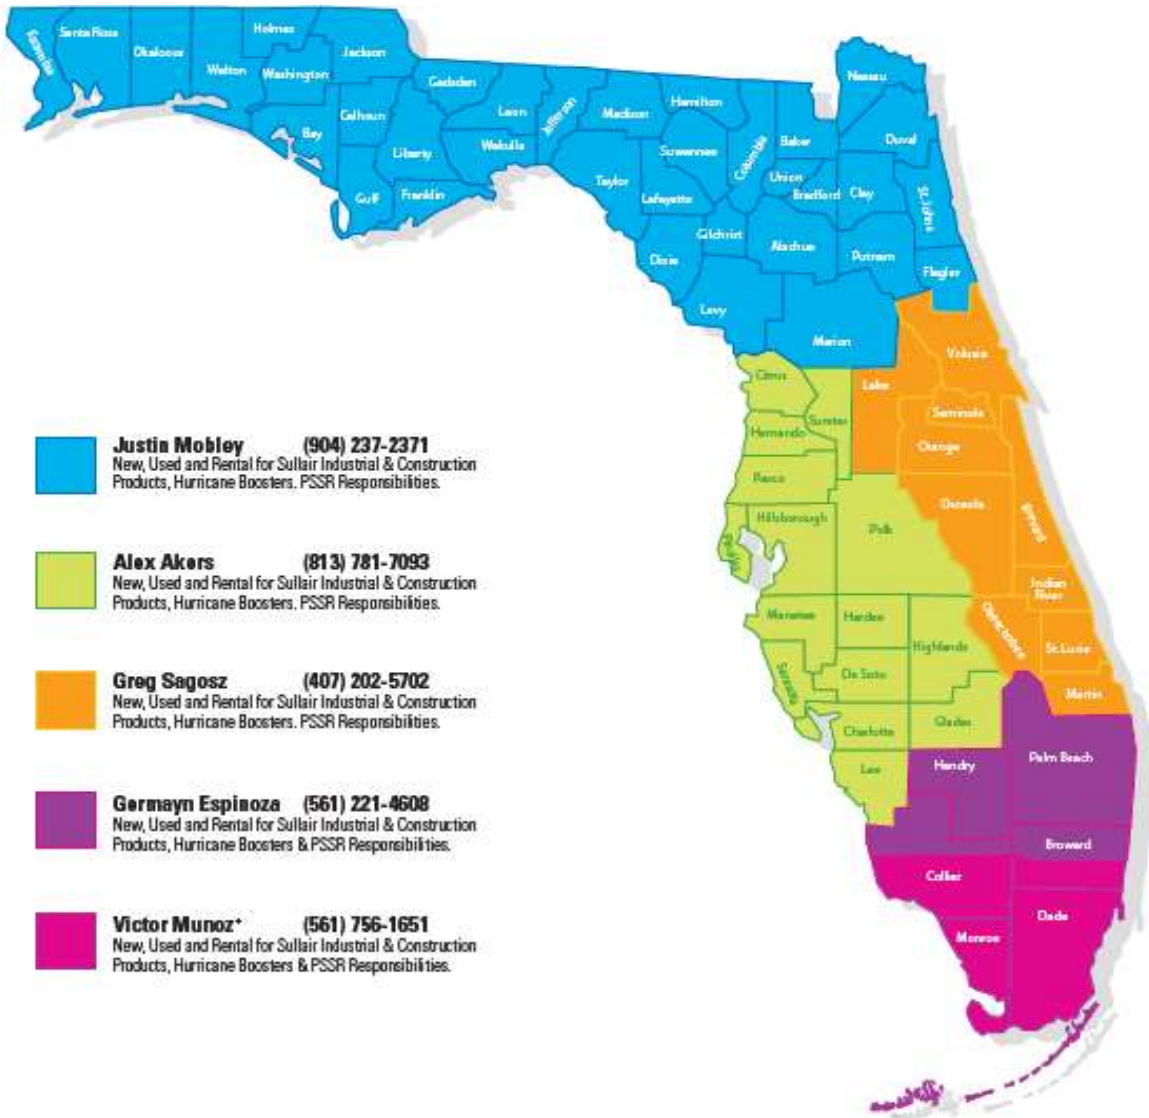 Escambia
Santa Rosa
Okaloosa
Walton
Holmes
Washington
Jackson
Bay
Calhoun
Gulf
Liberty
Franklin
Gadsden
Leon
Wakulla
Jefferson
Madison
Taylor
Hamilton
Suwannee
Lafayette
Dixie
Columbia
Gilchrist
Levy
Baker
Union
Bradford
Alachua
Marion
Nassau
Duval
Clay
St. Johns
Putnam
Flagler
Volusia
Lake
Seminole
Orange
Osceola
Brevard
Indian
River
Okeechobee
St. Lucie
Martin
Citrus
Sumter
Hernando
Pasco
Hillsborough
Polk
Manatee
Hardee
Highlands
Sarasota
De Soto
Charlotte
Glades
Lee
Hendry
Palm Beach
Broward
Collier
Monroe
Dade
Justin Mobley (904) 237-2371
New, Used and Rental for Sullair Industrial & Construction
Products, Hurricane Boosters. PSSR Responsibilities.
Alex Akers (813) 781-7093
New, Used and Rental for Sullair Industrial & Construction
Products, Hurricane Boosters. PSSR Responsibilities.
Greg Sagosz (407) 202-5702
New, Used and Rental for Sullair Industrial & Construction
Products, Hurricane Boosters. PSSR Responsibilities.
Germayn Espinoza (561) 221-4608
New, Used and Rental for Sullair Industrial & Construction
Products, Hurricane Boosters & PSSR Responsibilities.
Victor Munoz+ (561) 756-1651
New, Used and Rental for Sullair Industrial & Construction
Products, Hurricane Boosters & PSSR Responsibilities.